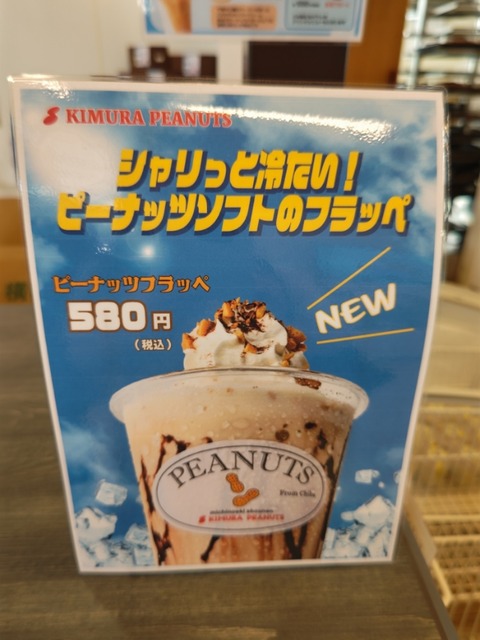 KIMURA PEANUTS
シャリっと冷たい!
ピーナッツソフトのフラッペ
ピーナッツフラッペ
580円
(税込)
NEW
PEANUTS
From Chiba
KIMURA PEANUTS